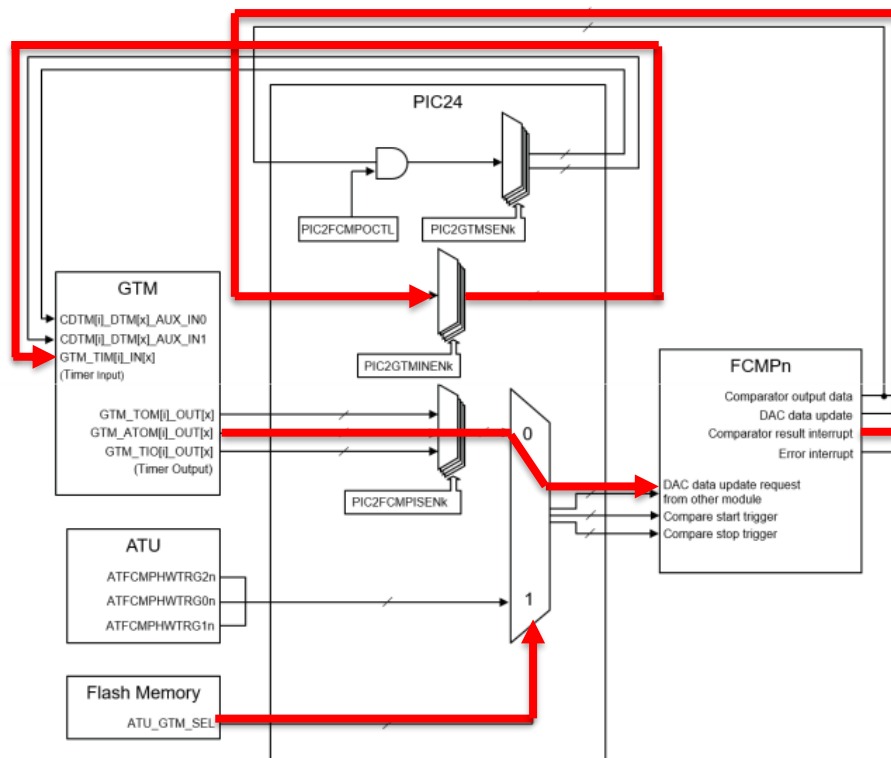 PIC24
PIC2FCMPOCTL
PIC2GTMSENk
GTM
CDTM[i]_DTM[x]_AUX_IN0
CDTM[i]_DTM[x]_AUX_IN1
GTM_TIM[i]_IN[x]
(Timer Input)
GTM_TOM[i]_OUT[x]
GTM_ATOM[i]_OUT[x]
GTM_TIO[i]_OUT[x]
(Timer Output)
PIC2GTMINENk
PIC2FCMPISENk
0
1
FCMPn
Comparator output data
DAC data update
Comparator result interrupt
Error interrupt
DAC data update request
from other module
Compare start trigger
Compare stop trigger
ATU
ATFCMPHWTRG2n
ATFCMPHWTRG0n
ATFCMPHWTRG1n
Flash Memory
ATU_GTM_SEL